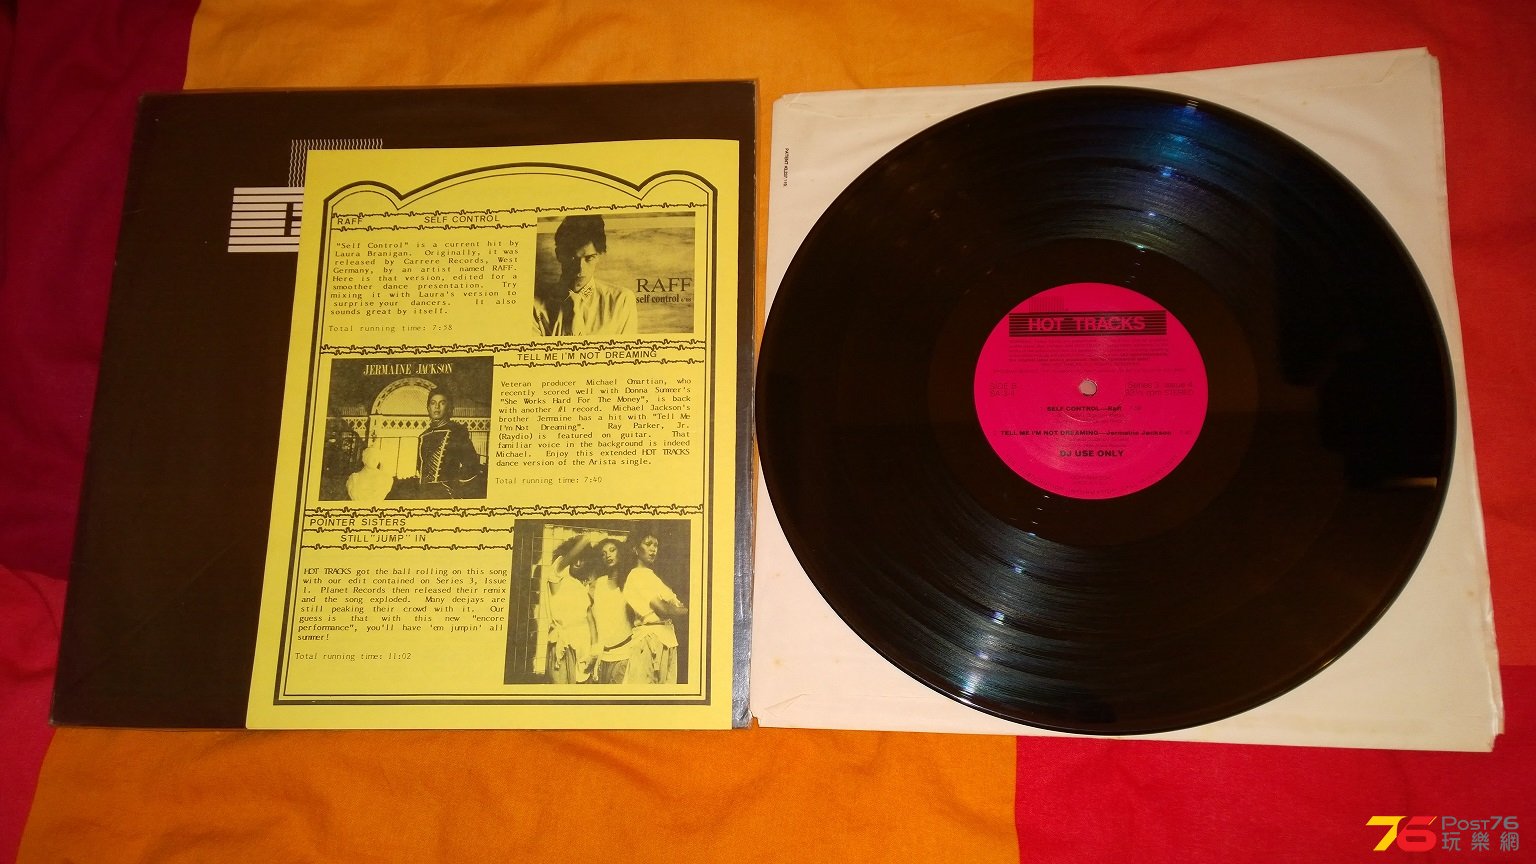 RAFF SELF CONTROL
"Self Control" is a current hit by
Laura Branigan. Originally, it was
released by Carrere Records, West
Germany, by an artist named RAFF.
Here is that version, edited for a
smoother dance presentation. Try
mixing it with Laura's version to
surprise your dancers. It also
sounds great by itself.
Total running time: 7:58
RAFF
self control
JERMAINE JACKSON
TELL ME I'M NOT DREAMING
Veteran producer Michael Omartian, who
recently scored well with Donna Summer's
"She Works Hard For The Money", is back
with another #1 record. Michael Jackson's
brother Jermaine has a hit with "Tell Me
I'm Not Dreaming". Ray Parker, Jr.
(Raydio) is featured on guitar. That
familiar voice in the background is indeed
Michael. Enjoy this extended HOT TRACKS
dance version of the Arista single.
Total running time: 7:40
POINTER SISTERS
STILL "JUMP" IN
HOT TRACKS got the ball rolling on this song
with our edit contained on Series 3, Issue
1. Planet Records then released their remix
and the song exploded. Many deejays are
still peaking their crowd with it. Our
guess is that with this new "encore
performance", you'll have 'em jumpin' all
summer!
Total running time: 11:02
HOT TRACKS
SIDE B
Series 3, Issue 4
33⅓ rpm STEREO
SELF CONTROL—Raff
TELL ME I'M NOT DREAMING—Jermaine Jackson
DJ USE ONLY
76 POST76
玩樂網